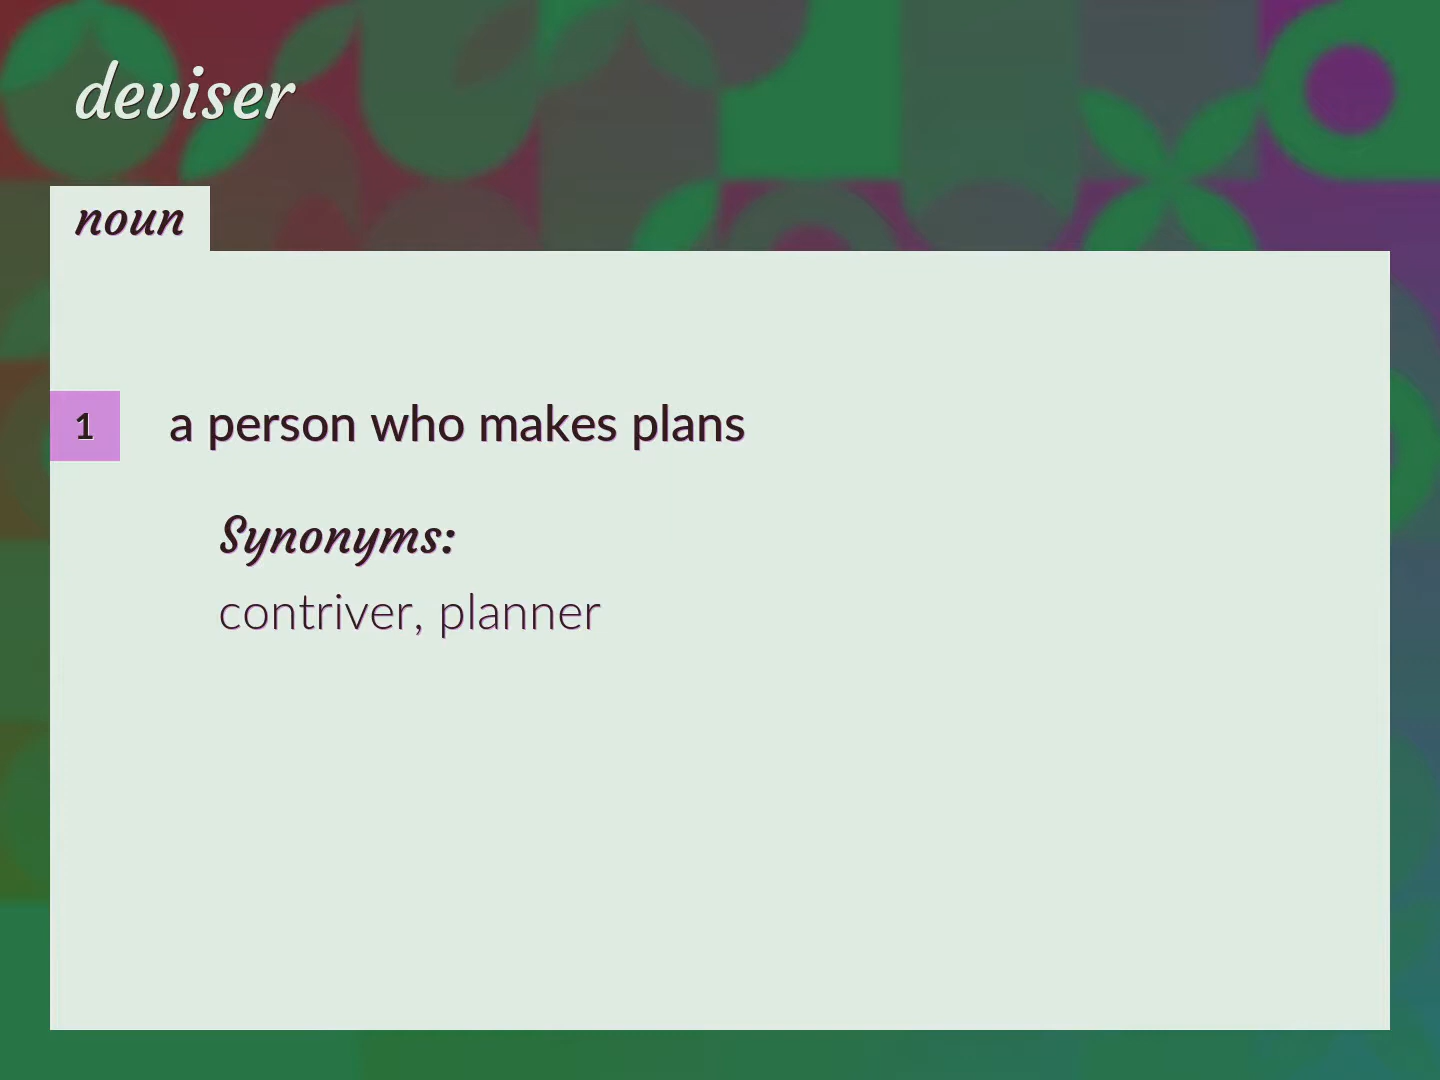 deviser
noun
1
a person who makes plans
Synonyms:
contriver, planner